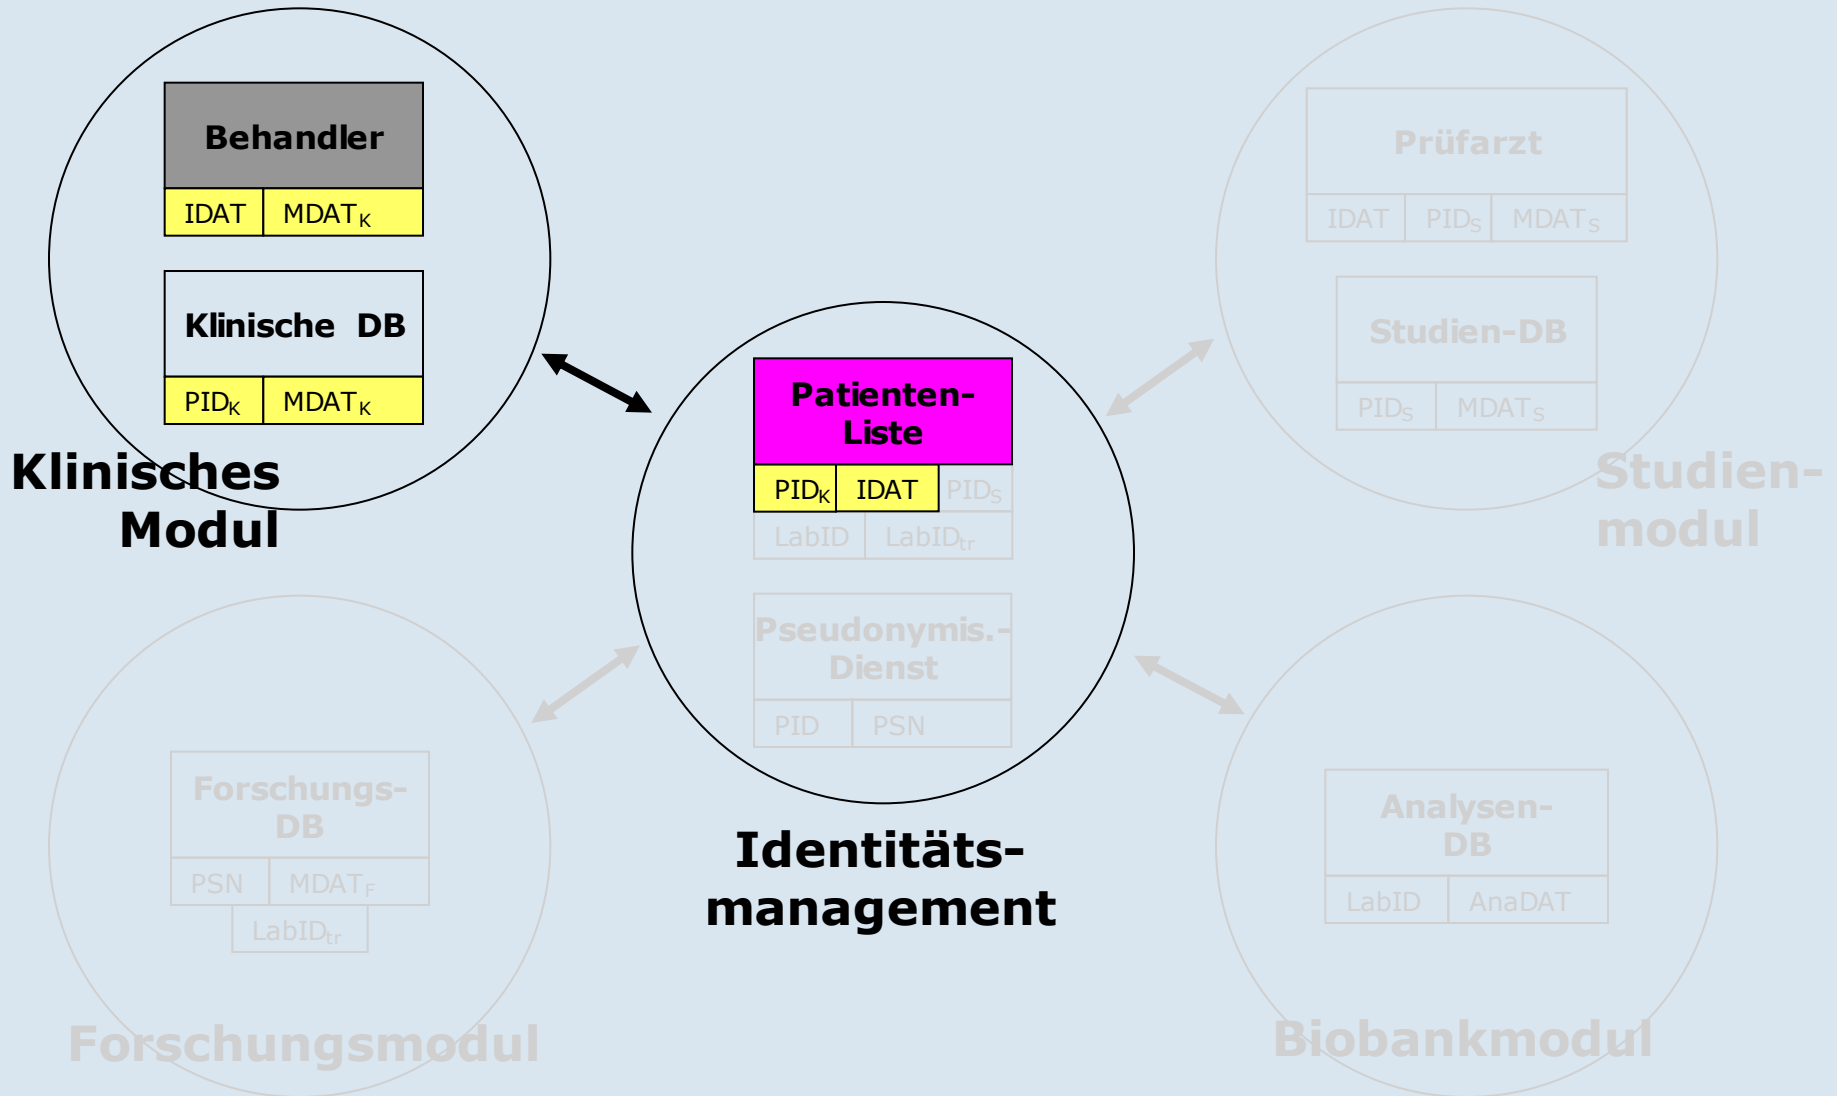 Behandler
IDAT MDATK
Klinische DB
PIDK MDATK
Klinisches
Modul
Patienten-
Liste
PIDK IDAT PIDS
LabID LabIDtr
Pseudonymis.-
Dienst
PID PSN
Identitäts-
management
Prüfarzt
IDAT PIDS MDATS
Studien-DB
PIDS MDATS
Studien-
modul
Forschungs-
DB
PSN MDATF
LabIDtr
Forschungsmodul
Analysen-
DB
LabID AnaDAT
Biobankmodul